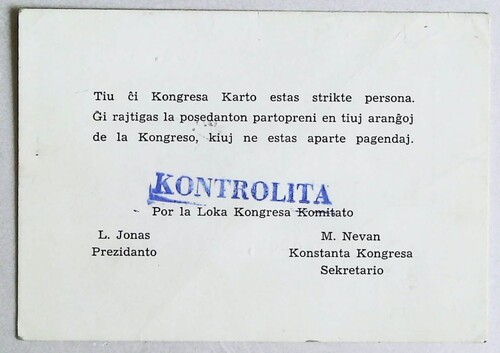 Tiu ĉi Kongresa Karto estas strikte persona.
Ĝi rajtigas la posedanton partopreni en tiuj aranĝoj
de la Kongreso, kiuj ne estas aparte pagendaj.
KONTROLITA
Por la Loka Kongresa Komitato
L. Jonas
Prezidanto
M. Nevan
Konstanta Kongresa
Sekretario